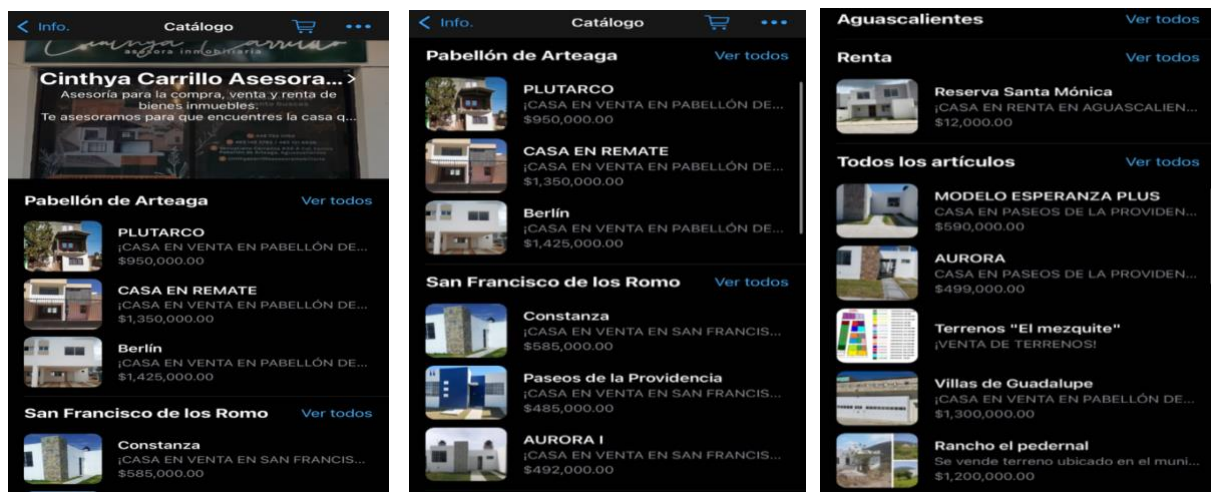 Info.
Catálogo
Cinthya Carrillo
asesora inmobiliaria
Cinthya Carrillo Asesora...
Asesoría para la compra, venta y renta de
bienes inmuebles.
Te asesoramos para que encuentres la casa q...
Pabellón de Arteaga
Ver todos
PLUTARCO
¡CASA EN VENTA EN PABELLÓN DE...
$950,000.00
CASA EN REMATE
¡CASA EN VENTA EN PABELLÓN DE...
$1,350,000.00
Berlín
¡CASA EN VENTA EN PABELLÓN DE...
$1,425,000.00
San Francisco de los Romo
Ver todos
Constanza
¡CASA EN VENTA EN SAN FRANCIS...
$585,000.00
Info.
Catálogo
Pabellón de Arteaga
Ver todos
PLUTARCO
¡CASA EN VENTA EN PABELLÓN DE...
$950,000.00
CASA EN REMATE
¡CASA EN VENTA EN PABELLÓN DE...
$1,350,000.00
Berlín
¡CASA EN VENTA EN PABELLÓN DE...
$1,425,000.00
San Francisco de los Romo
Ver todos
Constanza
¡CASA EN VENTA EN SAN FRANCIS...
$585,000.00
Paseos de la Providencia
¡CASA EN VENTA EN SAN FRANCIS...
$485,000.00
AURORA I
¡CASA EN VENTA EN SAN FRANCIS...
$492,000.00
Aguascalientes
Ver todos
Renta
Ver todos
Reserva Santa Mónica
¡CASA EN RENTA EN AGUASCALIEN...
$12,000.00
Todos los artículos
Ver todos
MODELO ESPERANZA PLUS
CASA EN PASEOS DE LA PROVIDEN...
$590,000.00
AURORA
CASA EN PASEOS DE LA PROVIDEN...
$499,000.00
Terrenos "El mezquite"
¡VENTA DE TERRENOS!
Villas de Guadalupe
¡CASA EN VENTA EN PABELLÓN DE...
$1,300,000.00
Rancho el pedernal
Se vende terreno ubicado en el muni...
$1,200,000.00